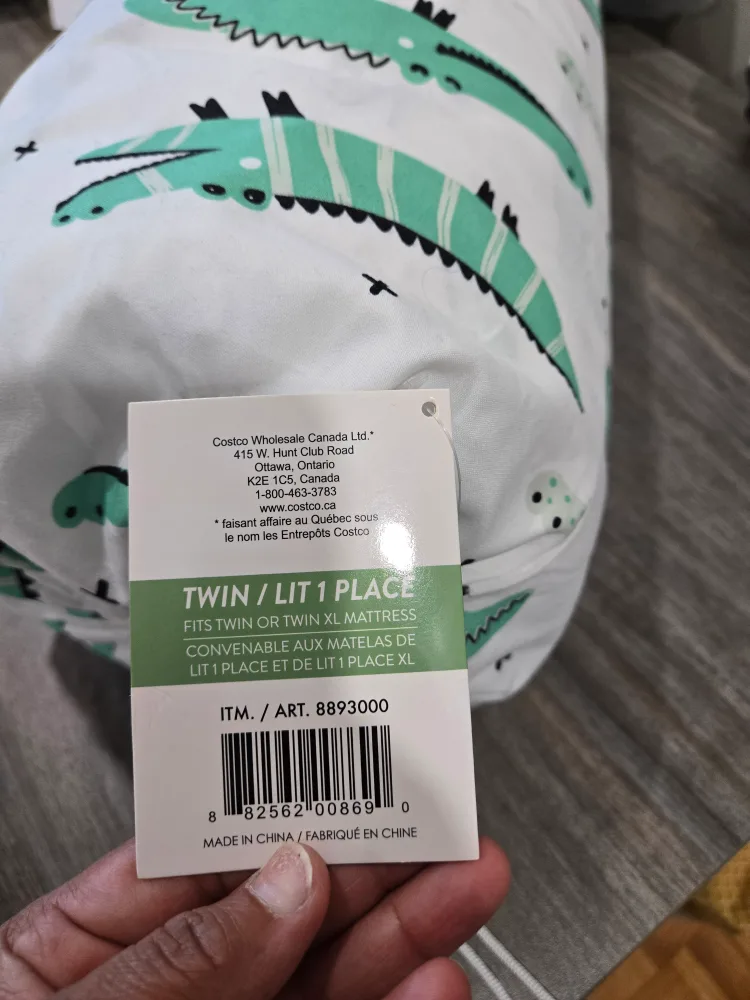 Costco Wholesale Canada Ltd.*
415 W. Hunt Club Road
Ottawa, Ontario
K2E 1C5, Canada
1-800-463-3783
www.costco.ca
* faisant affaire au Québec sous
le nom les Entrepôts Costco
TWIN / LIT 1 PLACE
FITS TWIN OR TWIN XL MATTRESS
CONVENABLE AUX MATELAS DE
LIT 1 PLACE ET DE LIT 1 PLACE XL
ITM. / ART. 8893000
8 82562 00869 0
MADE IN CHINA / FABRIQUÉ EN CHINE